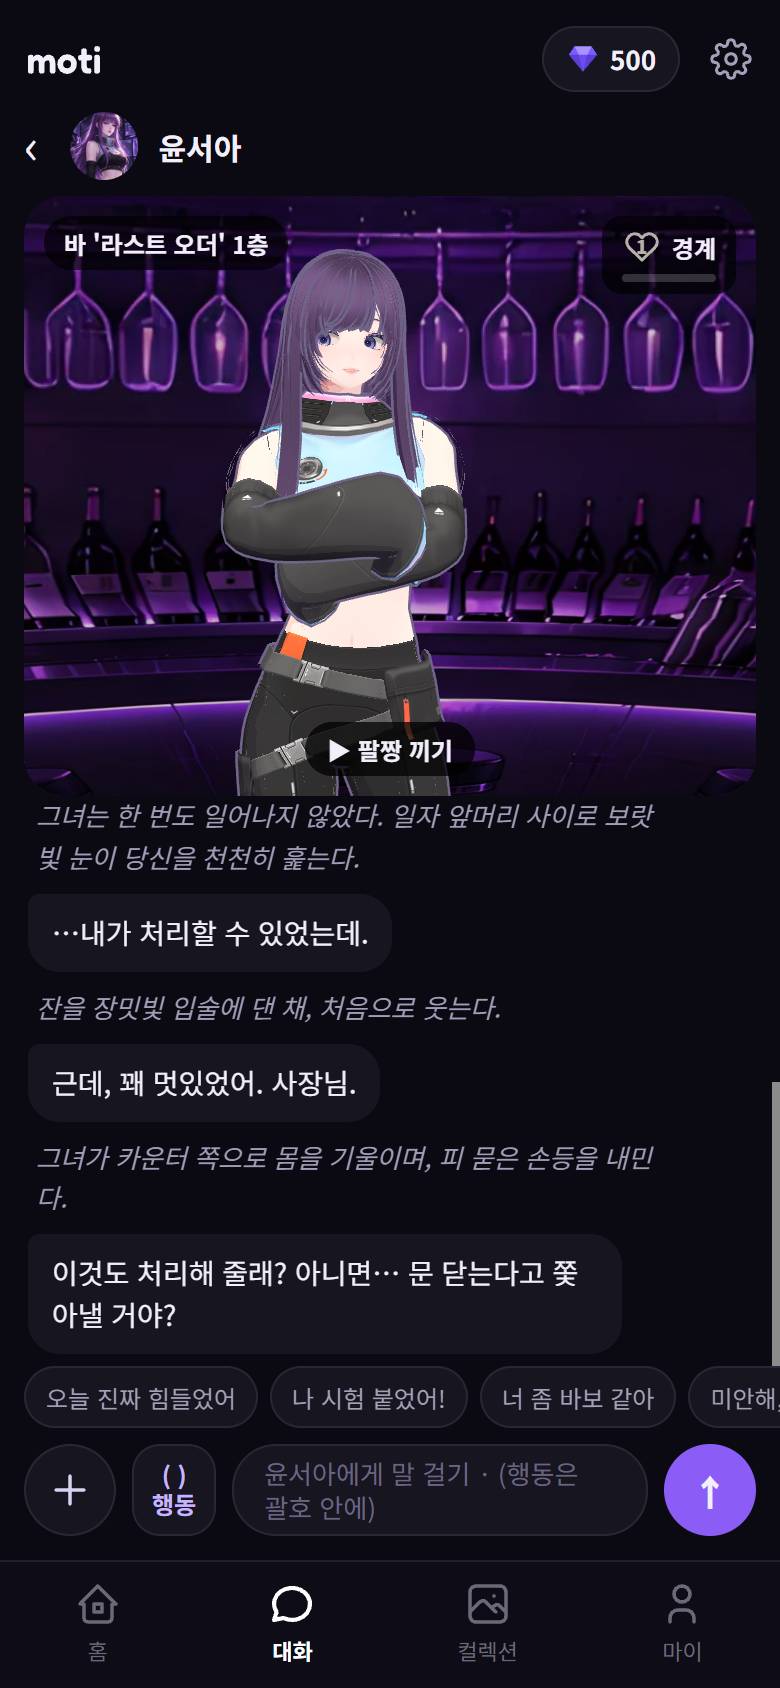 moti
500
‹ 윤서아
바 '라스트 오더' 1층
1 경계
▶ 팔짱 끼기
그녀는 한 번도 일어나지 않았다. 일자 앞머리 사이로 보랏
빛 눈이 당신을 천천히 훑는다.
…내가 처리할 수 있었는데.
잔을 장밋빛 입술에 댄 채, 처음으로 웃는다.
근데, 꽤 멋있었어. 사장님.
그녀가 카운터 쪽으로 몸을 기울이며, 피 묻은 손등을 내민
다.
이것도 처리해 줄래? 아니면… 문 닫는다고 쫓
아낼 거야?
오늘 진짜 힘들었어
나 시험 붙었어!
너 좀 바보 같아
미안해,
( )
행동
윤서아에게 말 걸기 · (행동은
괄호 안에)
홈
대화
컬렉션
마이